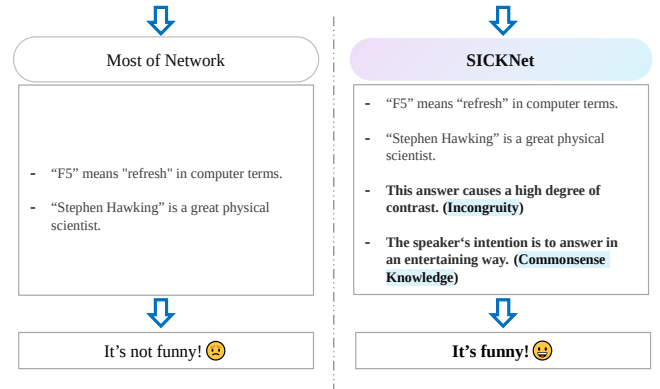 Most of Network
- “F5” means "refresh" in computer terms.
- “Stephen Hawking” is a great physical
scientist.
It’s not funny! 😟
SICKNet
- “F5” means “refresh” in computer terms.
- “Stephen Hawking” is a great physical
scientist.
- This answer causes a high degree of
contrast. (Incongruity)
- The speaker‘s intention is to answer in
an entertaining way. (Commonsense
Knowledge)
It’s funny! 😀